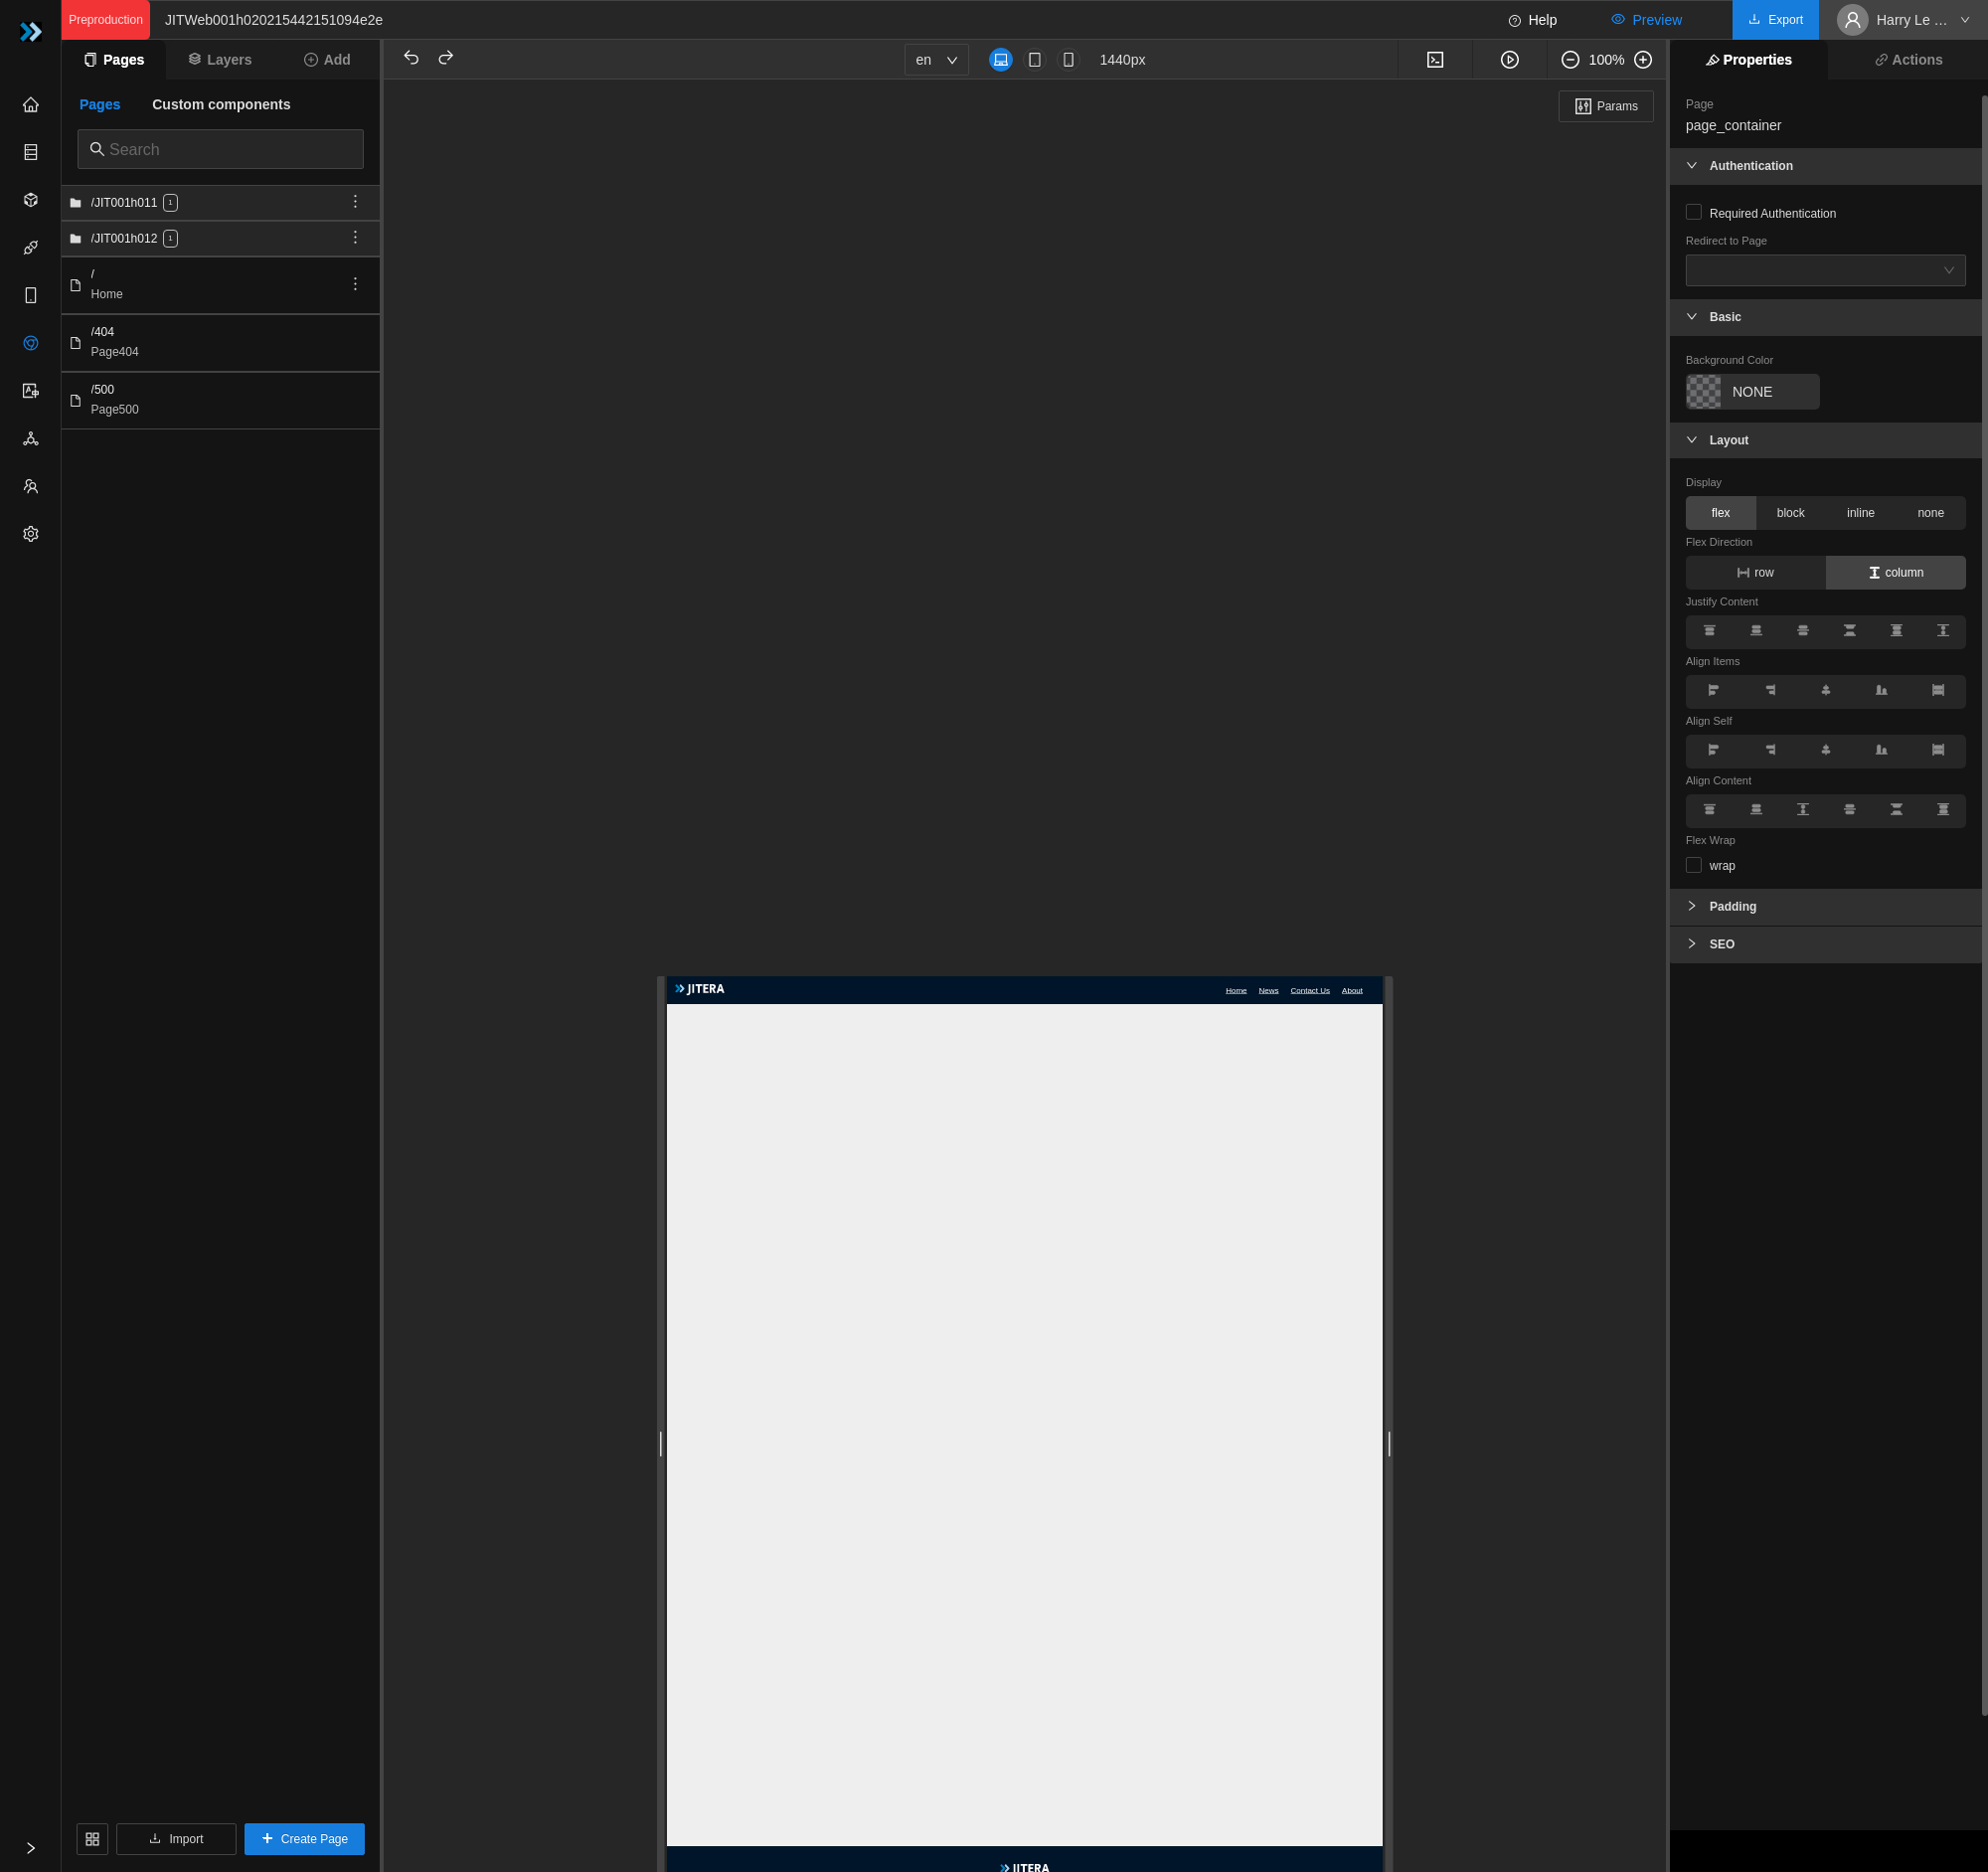 Preproduction
JITWeb001h020215442151094e2e
Help
Preview
Export
Harry Le ...
Pages
Layers
Add
en
1440px
100%
Properties
Actions
Pages
Custom components
Search
/JIT001h011 1
/JIT001h012 1
/
Home
/404
Page404
/500
Page500
Import
Create Page
Params
JITERA
Home
News
Contact Us
About
JITERA
Page
page_container
Authentication
Required Authentication
Redirect to Page
Basic
Background Color
NONE
Layout
Display
flex
block
inline
none
Flex Direction
row
column
Justify Content
Align Items
Align Self
Align Content
Flex Wrap
wrap
Padding
SEO